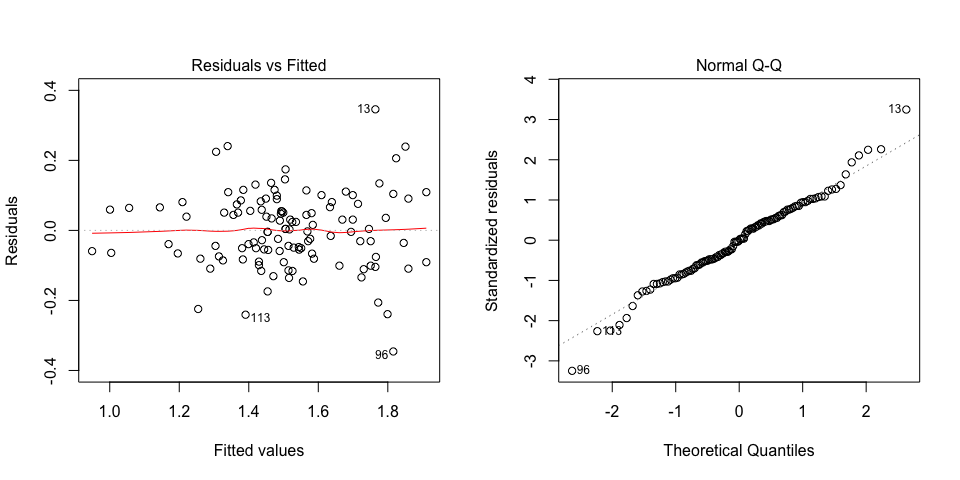 Residuals vs Fitted
0.4
0.2
0.0
-0.2
-0.4
Residuals
13
113
96
1.0 1.2 1.4 1.6 1.8
Fitted values
Normal Q-Q
4
3
2
1
0
-1
-2
-3
Standardized residuals
13
113
96
-2 -1 0 1 2
Theoretical Quantiles